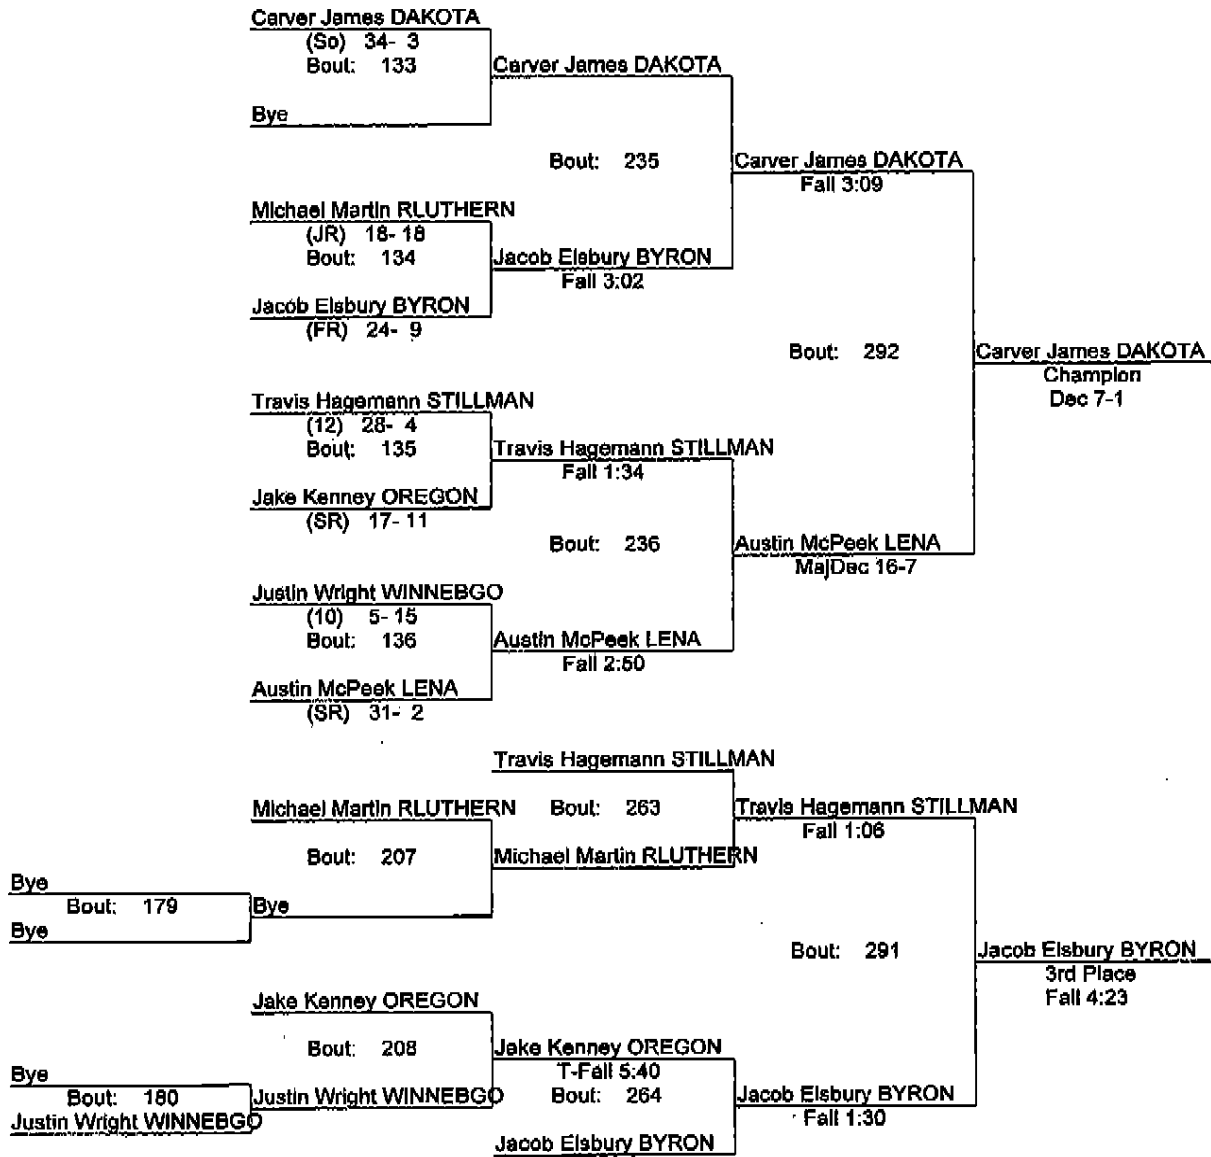 Carver James DAKOTA
(So) 34- 3
Bout: 133
Carver James DAKOTA
Bye
Bout: 235
Carver James DAKOTA
Fall 3:09
Michael Martin RLUTHERN
(JR) 18- 18
Bout: 134
Jacob Elsbury BYRON
Fall 3:02
Jacob Elsbury BYRON
(FR) 24- 9
Bout: 292
Carver James DAKOTA
Champion
Dec 7-1
Travis Hagemann STILLMAN
(12) 28- 4
Bout: 135
Travis Hagemann STILLMAN
Fall 1:34
Jake Kenney OREGON
(SR) 17- 11
Bout: 236
Austin McPeek LENA
MajDec 16-7
Justin Wright WINNEBGO
(10) 5- 15
Bout: 136
Austin McPeek LENA
Fall 2:50
Austin McPeek LENA
(SR) 31- 2
Travis Hagemann STILLMAN
Michael Martin RLUTHERN
Bout: 263
Travis Hagemann STILLMAN
Fall 1:06
Bout: 207
Michael Martin RLUTHERN
Bye
Bout: 179
Bye
Bye
Bout: 291
Jacob Elsbury BYRON
3rd Place
Fall 4:23
Jake Kenney OREGON
Bout: 208
Jake Kenney OREGON
T-Fall 5:40
Bye
Bout: 180
Justin Wright WINNEBGO
Bout: 264
Jacob Elsbury BYRON
Fall 1:30
Justin Wright WINNEBGO
Jacob Elsbury BYRON